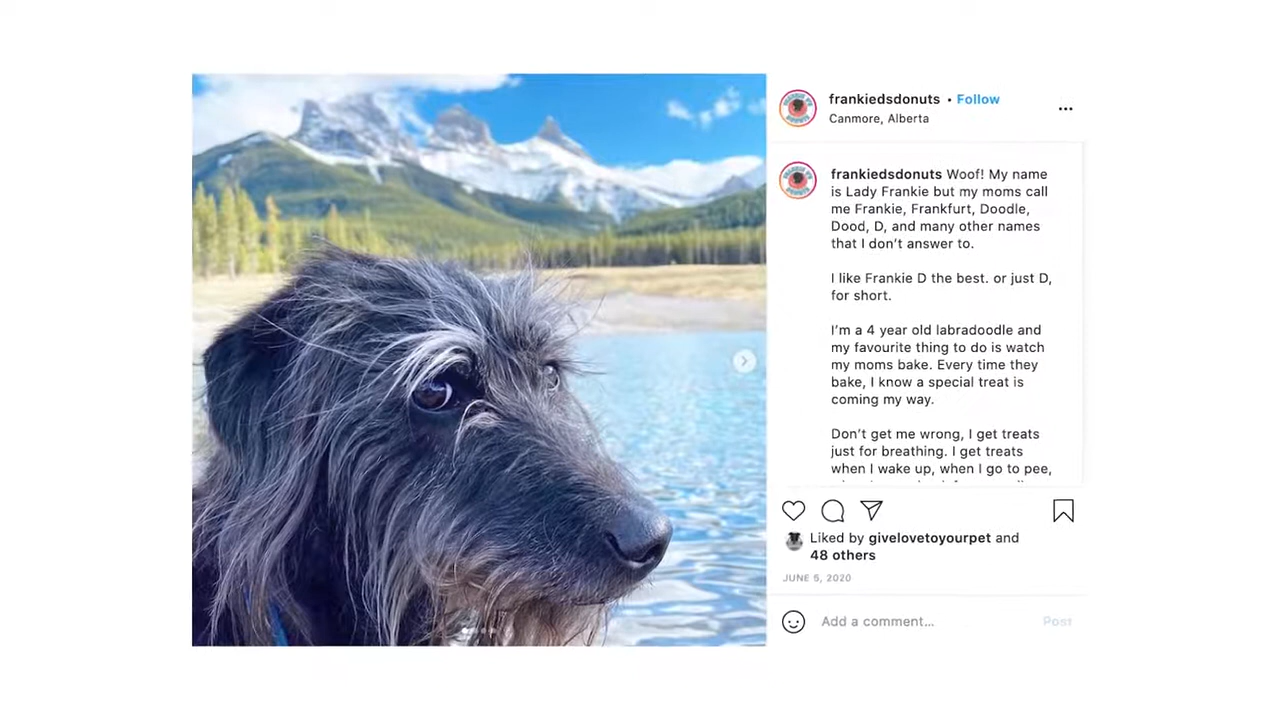 frankiedsdonuts • Follow
Canmore, Alberta
frankiedsdonuts Woof! My name
is Lady Frankie but my moms call
me Frankie, Frankfurt, Doodle,
Dood, D, and many other names
that I don't answer to.
I like Frankie D the best. or just D,
for short.
I'm a 4 year old labradoodle and
my favourite thing to do is watch
my moms bake. Every time they
bake, I know a special treat is
coming my way.
Don't get me wrong, I get treats
just for breathing. I get treats
when I wake up, when I go to pee,
Liked by givelovetoyourpet and
48 others
JUNE 5, 2020
Add a comment...
Post